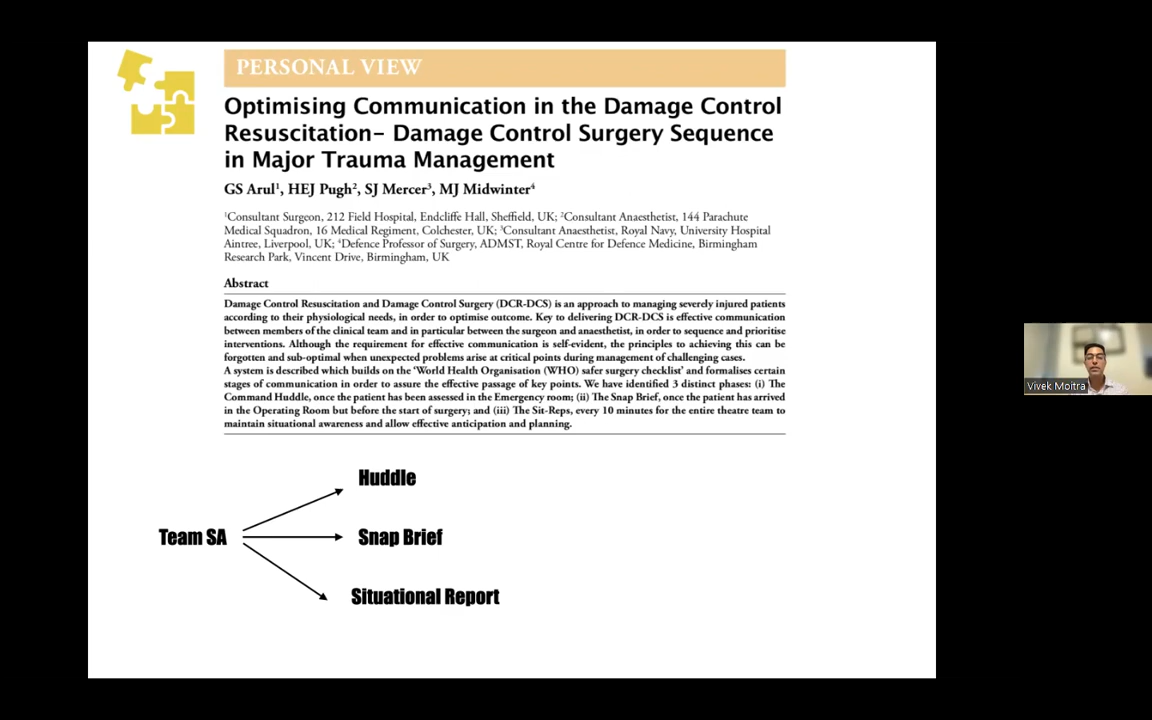 PERSONAL VIEW
Optimising Communication in the Damage Control
Resuscitation- Damage Control Surgery Sequence
in Major Trauma Management
GS Arul¹, HEJ Pugh², SJ Mercer³, MJ Midwinter⁴
¹Consultant Surgeon, 212 Field Hospital, Endcliffe Hall, Sheffield, UK; ²Consultant Anaesthetist, 144 Parachute
Medical Squadron, 16 Medical Regiment, Colchester, UK; ³Consultant Anaesthetist, Royal Navy, University Hospital
Aintree, Liverpool, UK; ⁴Defence Professor of Surgery, ADMST, Royal Centre for Defence Medicine, Birmingham
Research Park, Vincent Drive, Birmingham, UK
Abstract
Damage Control Resuscitation and Damage Control Surgery (DCR-DCS) is an approach to managing severely injured patients
according to their physiological needs, in order to optimise outcome. Key to delivering DCR-DCS is effective communication
between members of the clinical team and in particular between the surgeon and anaesthetist, in order to sequence and prioritise
interventions. Although the requirement for effective communication is self-evident, the principles to achieving this can be
forgotten and sub-optimal when unexpected problems arise at critical points during management of challenging cases.
A system is described which builds on the 'World Health Organisation (WHO) safer surgery checklist' and formalises certain
stages of communication in order to assure the effective passage of key points. We have identified 3 distinct phases: (i) The
Command Huddle, once the patient has been assessed in the Emergency room; (ii) The Snap Brief, once the patient has arrived
in the Operating Room but before the start of surgery; and (iii) The Sit-Reps, every 10 minutes for the entire theatre team to
maintain situational awareness and allow effective anticipation and planning.
Huddle
Team SA
Snap Brief
Situational Report
Vivek Moitra